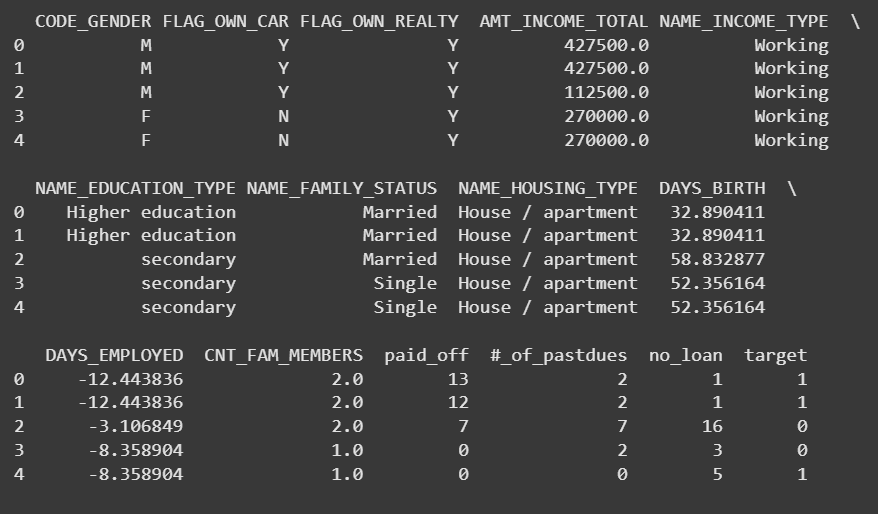 CODE_GENDER FLAG_OWN_CAR FLAG_OWN_REALTY AMT_INCOME_TOTAL NAME_INCOME_TYPE \
0 M Y Y 427500.0 Working
1 M Y Y 427500.0 Working
2 M Y Y 112500.0 Working
3 F N Y 270000.0 Working
4 F N Y 270000.0 Working
NAME_EDUCATION_TYPE NAME_FAMILY_STATUS NAME_HOUSING_TYPE DAYS_BIRTH \
0 Higher education Married House / apartment 32.890411
1 Higher education Married House / apartment 32.890411
2 secondary Married House / apartment 58.832877
3 secondary Single House / apartment 52.356164
4 secondary Single House / apartment 52.356164
DAYS_EMPLOYED CNT_FAM_MEMBERS paid_off #_of_pastdues no_loan target
0 -12.443836 2.0 13 2 1 1
1 -12.443836 2.0 12 2 1 1
2 -3.106849 2.0 7 7 16 0
3 -8.358904 1.0 0 2 3 0
4 -8.358904 1.0 0 0 5 1